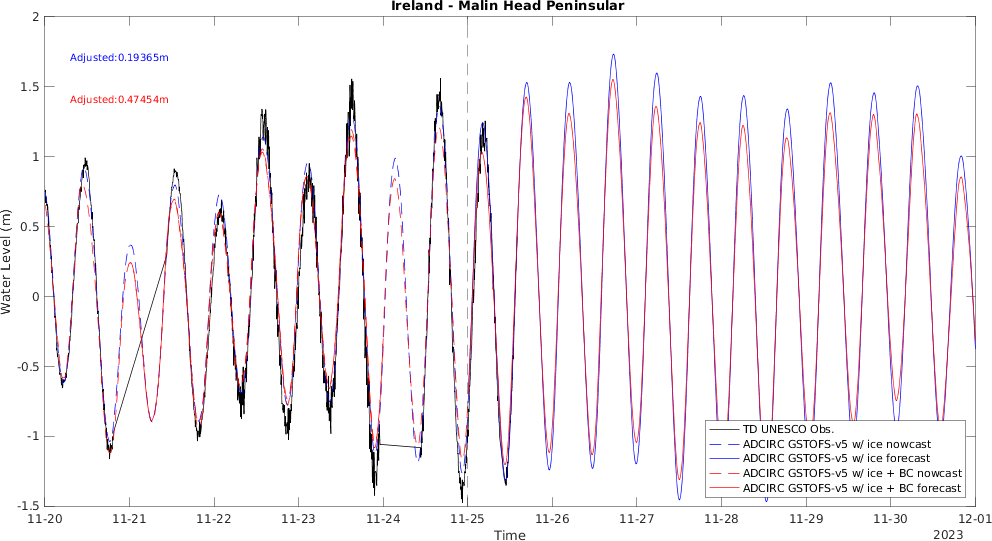 Ireland - Malin Head Peninsular
Adjusted:0.19365m
Adjusted:0.47454m
Water Level (m)
2
1.5
1
0.5
0
-0.5
-1
-1.5
TD UNESCO Obs.
ADCIRC GSTOFS-v5 w/ ice nowcast
ADCIRC GSTOFS-v5 w/ ice forecast
ADCIRC GSTOFS-v5 w/ ice + BC nowcast
ADCIRC GSTOFS-v5 w/ ice + BC forecast
11-20 11-21 11-22 11-23 11-24 11-25 11-26 11-27 11-28 11-29 11-30 12-01
Time
2023